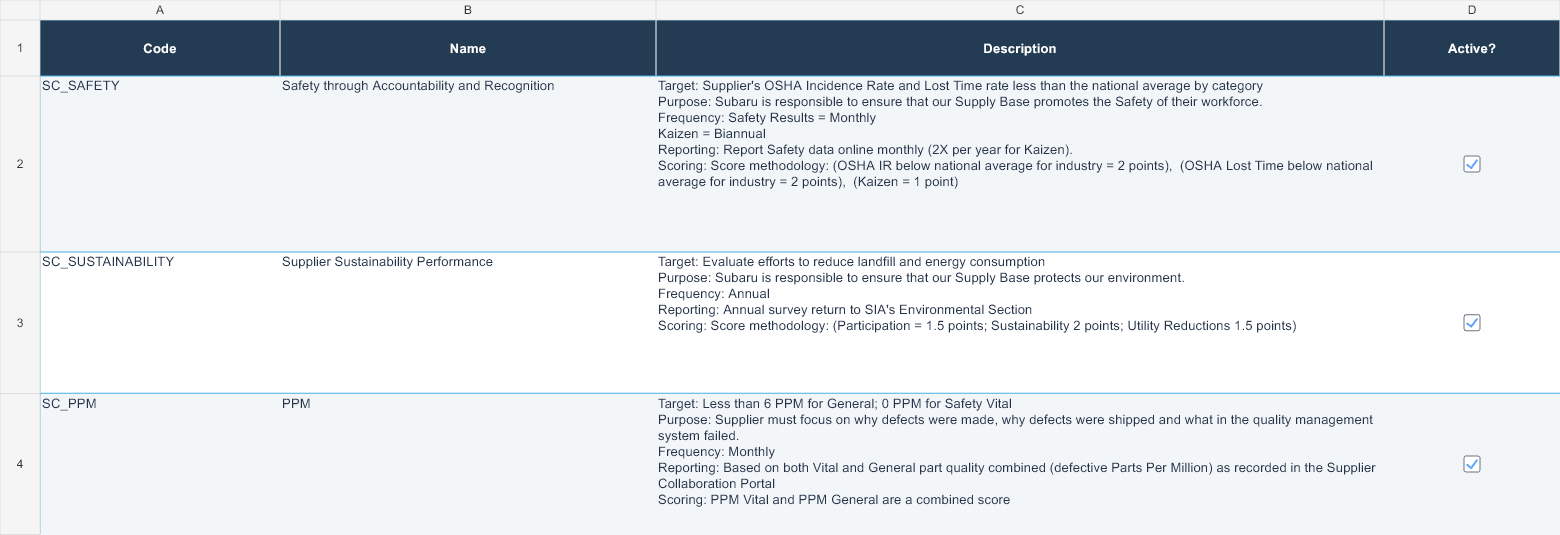 A B C D
1 Code Name Description Active?
2 SC_SAFETY Safety through Accountability and Recognition Target: Supplier's OSHA Incidence Rate and Lost Time rate less than the national average by category
Purpose: Subaru is responsible to ensure that our Supply Base promotes the Safety of their workforce.
Frequency: Safety Results = Monthly
Kaizen = Biannual
Reporting: Report Safety data online monthly (2X per year for Kaizen).
Scoring: Score methodology: (OSHA IR below national average for industry = 2 points),  (OSHA Lost Time below national
average for industry = 2 points),  (Kaizen = 1 point)
3 SC_SUSTAINABILITY Supplier Sustainability Performance Target: Evaluate efforts to reduce landfill and energy consumption
Purpose: Subaru is responsible to ensure that our Supply Base protects our environment.
Frequency: Annual
Reporting: Annual survey return to SIA's Environmental Section
Scoring: Score methodology: (Participation = 1.5 points; Sustainability 2 points; Utility Reductions 1.5 points)
4 SC_PPM PPM Target: Less than 6 PPM for General; 0 PPM for Safety Vital
Purpose: Supplier must focus on why defects were made, why defects were shipped and what in the quality management
system failed.
Frequency: Monthly
Reporting: Based on both Vital and General part quality combined (defective Parts Per Million) as recorded in the Supplier
Collaboration Portal
Scoring: PPM Vital and PPM General are a combined score